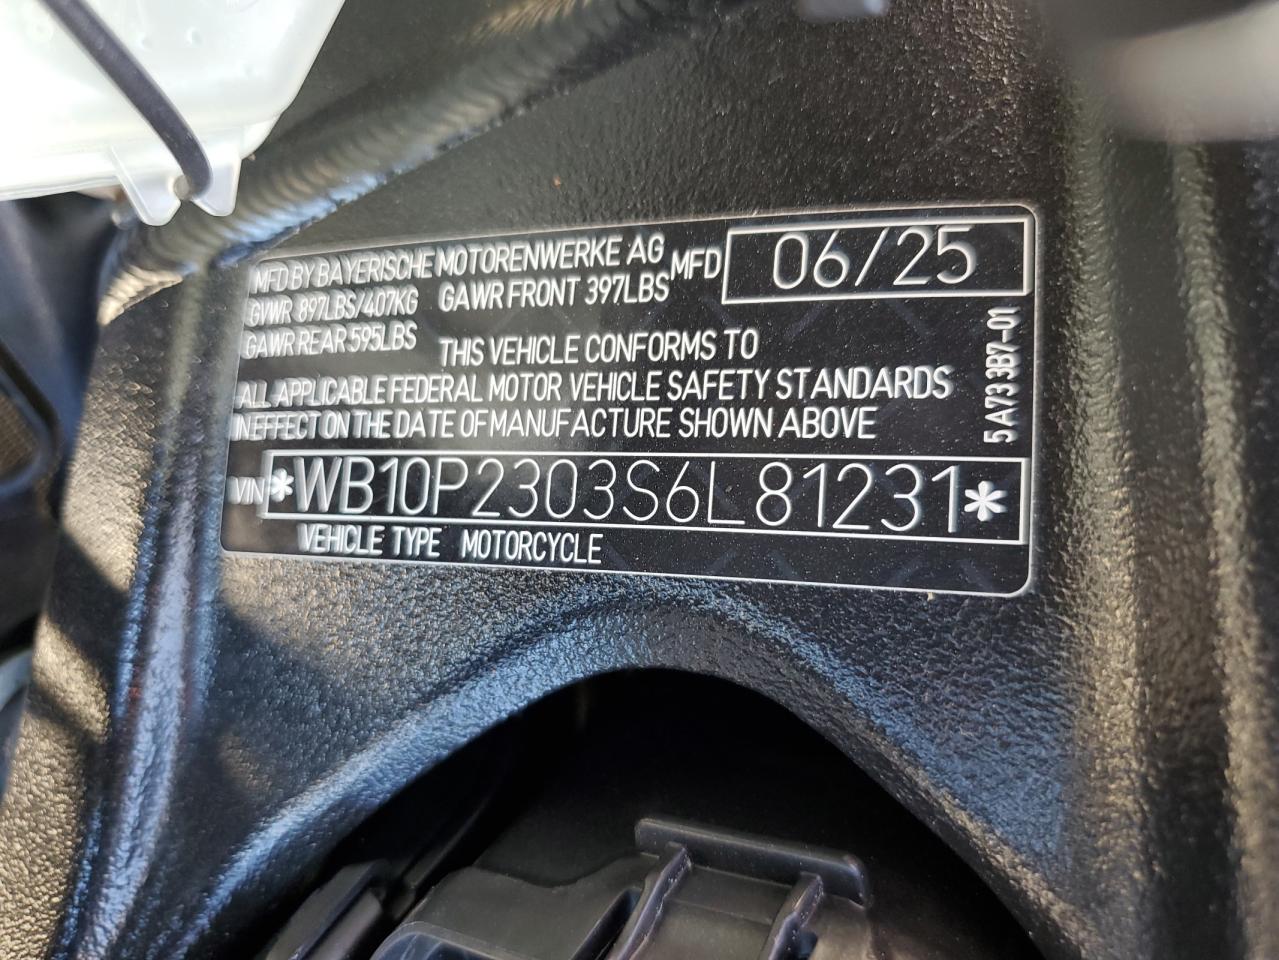 MFD BY BAYERISCHE MOTORENWERKE AG MFD 06/25
GVWR 897LBS/407KG GAWR FRONT 397LBS
GAWR REAR 595LBS THIS VEHICLE CONFORMS TO
ALL APPLICABLE FEDERAL MOTOR VEHICLE SAFETY STANDARDS
IN EFFECT ON THE DATE OF MANUFACTURE SHOWN ABOVE
VIN *WB10P2303S6L81231*
VEHICLE TYPE MOTORCYCLE
5A73 3B7-01